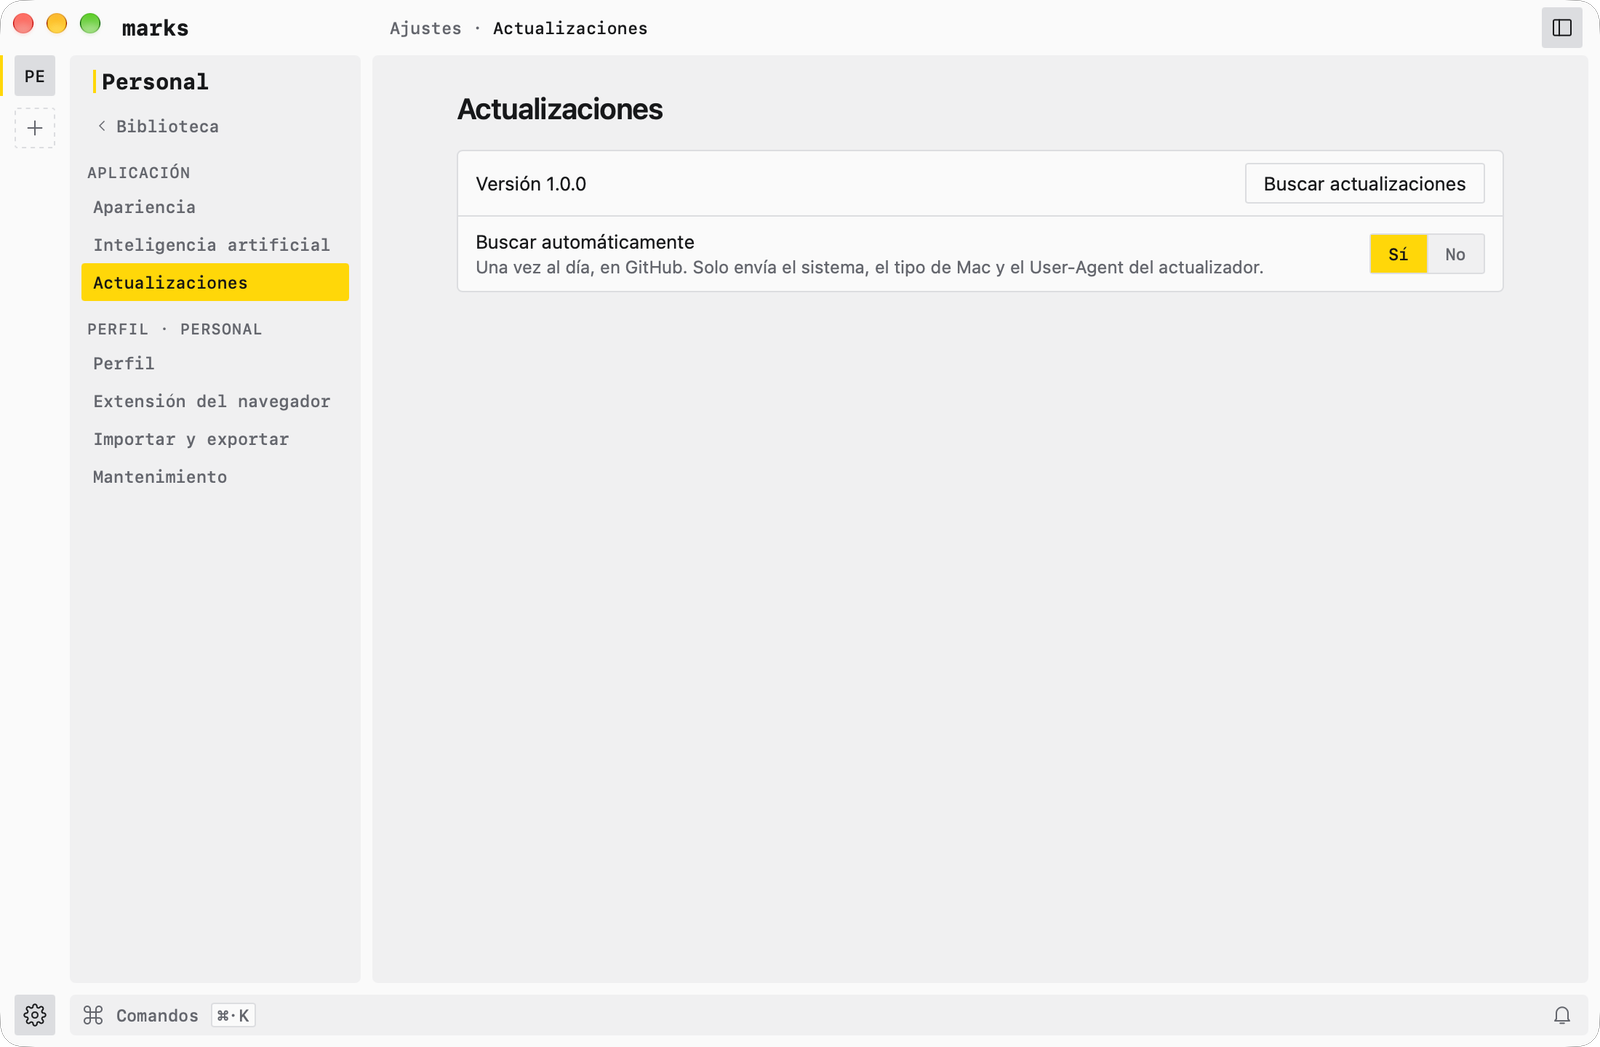 marks
Ajustes · Actualizaciones
PE
Personal
Biblioteca
APLICACIÓN
Apariencia
Inteligencia artificial
Actualizaciones
PERFIL · PERSONAL
Perfil
Extensión del navegador
Importar y exportar
Mantenimiento
Actualizaciones
Versión 1.0.0
Buscar actualizaciones
Buscar automáticamente
Una vez al día, en GitHub. Solo envía el sistema, el tipo de Mac y el User-Agent del actualizador.
Sí No
Comandos ⌘·K